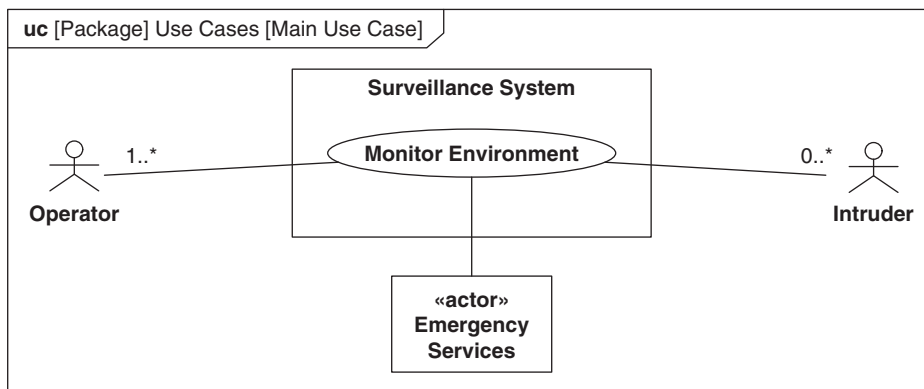 uc [Package] Use Cases [Main Use Case]
Surveillance System
1..*
Monitor Environment
0..*
Operator
Intruder
«actor»
Emergency
Services